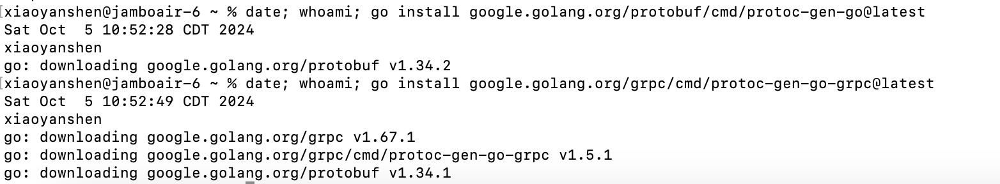 [xiaoyanshen@jamboair-6 ~ % date; whoami; go install google.golang.org/protobuf/cmd/protoc-gen-go@latest
Sat Oct  5 10:52:28 CDT 2024
xiaoyanshen
go: downloading google.golang.org/protobuf v1.34.2
[xiaoyanshen@jamboair-6 ~ % date; whoami; go install google.golang.org/grpc/cmd/protoc-gen-go-grpc@latest
Sat Oct  5 10:52:49 CDT 2024
xiaoyanshen
go: downloading google.golang.org/grpc v1.67.1
go: downloading google.golang.org/grpc/cmd/protoc-gen-go-grpc v1.5.1
go: downloading google.golang.org/protobuf v1.34.1